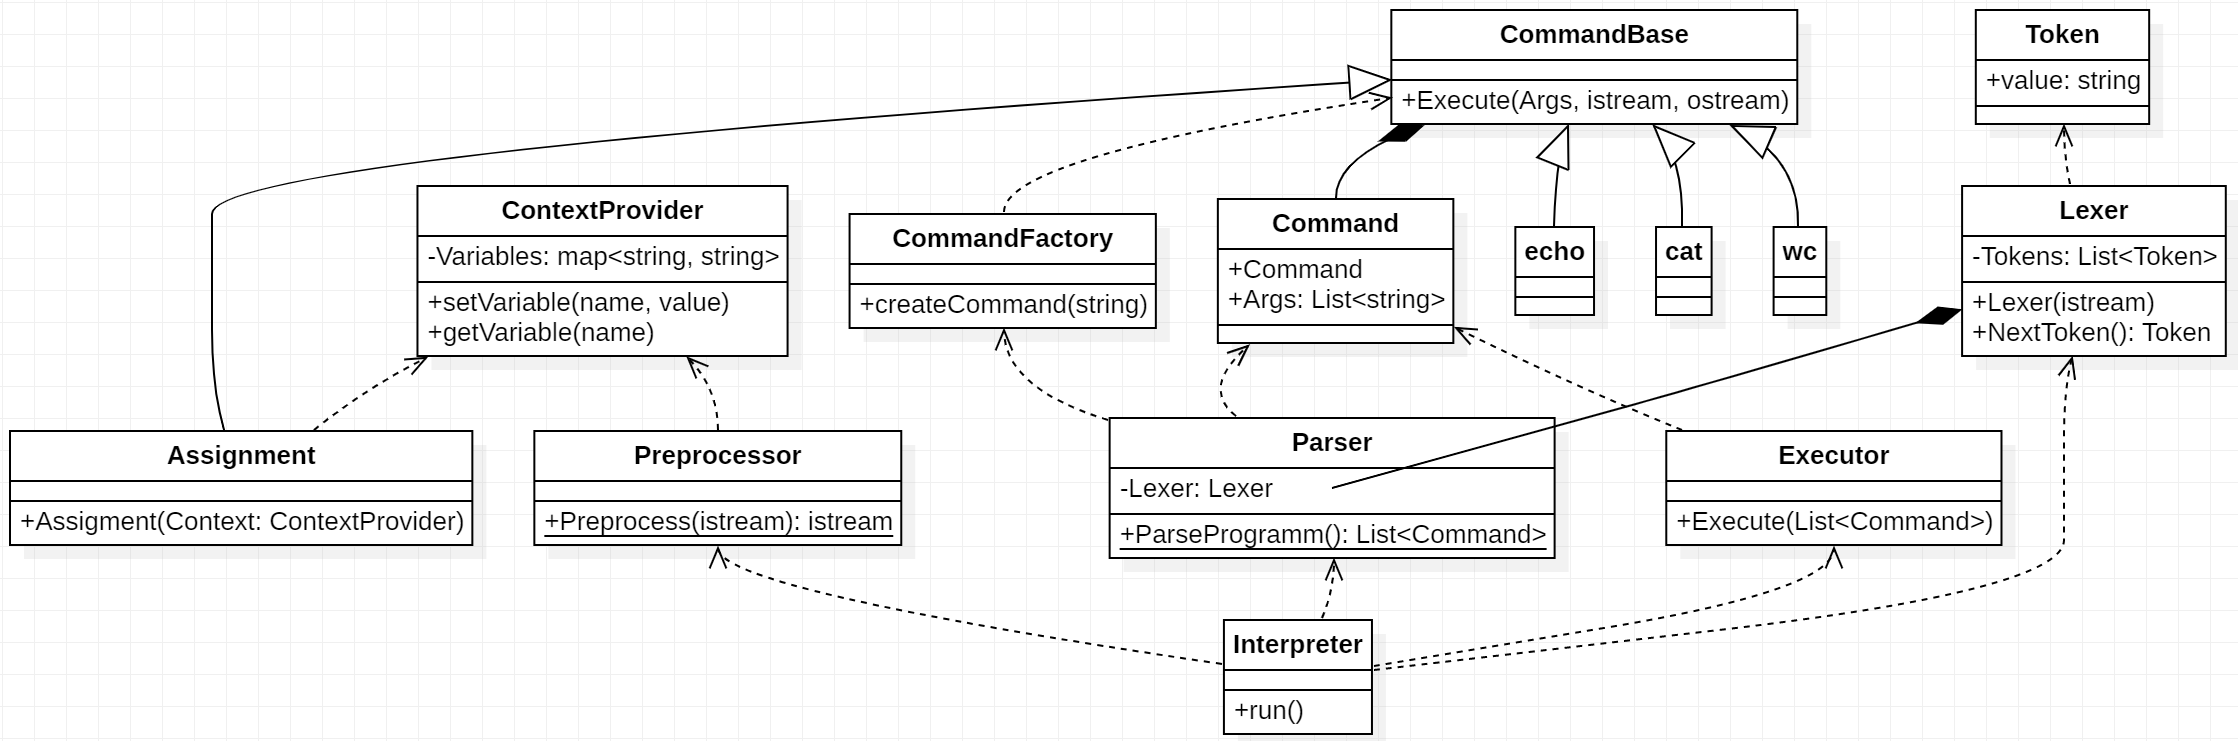 CommandBase
+Execute(Args, istream, ostream)
Token
+value: string
ContextProvider
-Variables: map<string, string>
+setVariable(name, value)
+getVariable(name)
CommandFactory
+createCommand(string)
Command
+Command
+Args: List<string>
echo
cat
wc
Lexer
-Tokens: List<Token>
+Lexer(istream)
+NextToken(): Token
Assignment
+Assigment(Context: ContextProvider)
Preprocessor
+Preprocess(istream): istream
Parser
-Lexer: Lexer
+ParseProgramm(): List<Command>
Executor
+Execute(List<Command>)
Interpreter
+run()